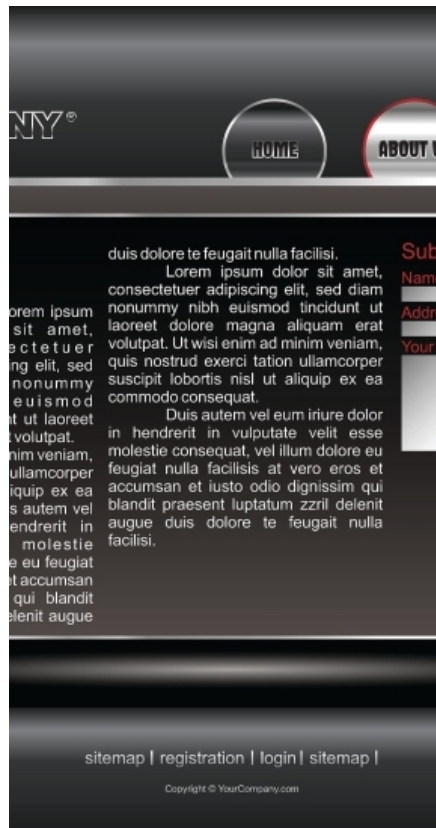 NY®
HOME
ABOUT
orem ipsum
sit amet,
ectetuer
ing elit, sed
nonummy
euismod
nt ut laoreet
t volutpat.
nim veniam,
ullamcorper
iquip ex ea
s autem vel
endrerit in
molestie
e eu feugiat
et accumsan
qui blandit
elenit augue
duis dolore te feugait nulla facilisi.
Lorem ipsum dolor sit amet,
consectetuer adipiscing elit, sed diam
nonummy nibh euismod tincidunt ut
laoreet dolore magna aliquam erat
volutpat. Ut wisi enim ad minim veniam,
quis nostrud exerci tation ullamcorper
suscipit lobortis nisl ut aliquip ex ea
commodo consequat.
Duis autem vel eum iriure dolor
in hendrerit in vulputate velit esse
molestie consequat, vel illum dolore eu
feugiat nulla facilisis at vero eros et
accumsan et iusto odio dignissim qui
blandit praesent luptatum zzril delenit
augue duis dolore te feugait nulla
facilisi.
Sub
Name
Addr
Your
sitemap | registration | login | sitemap |
Copyright © YourCompany.com